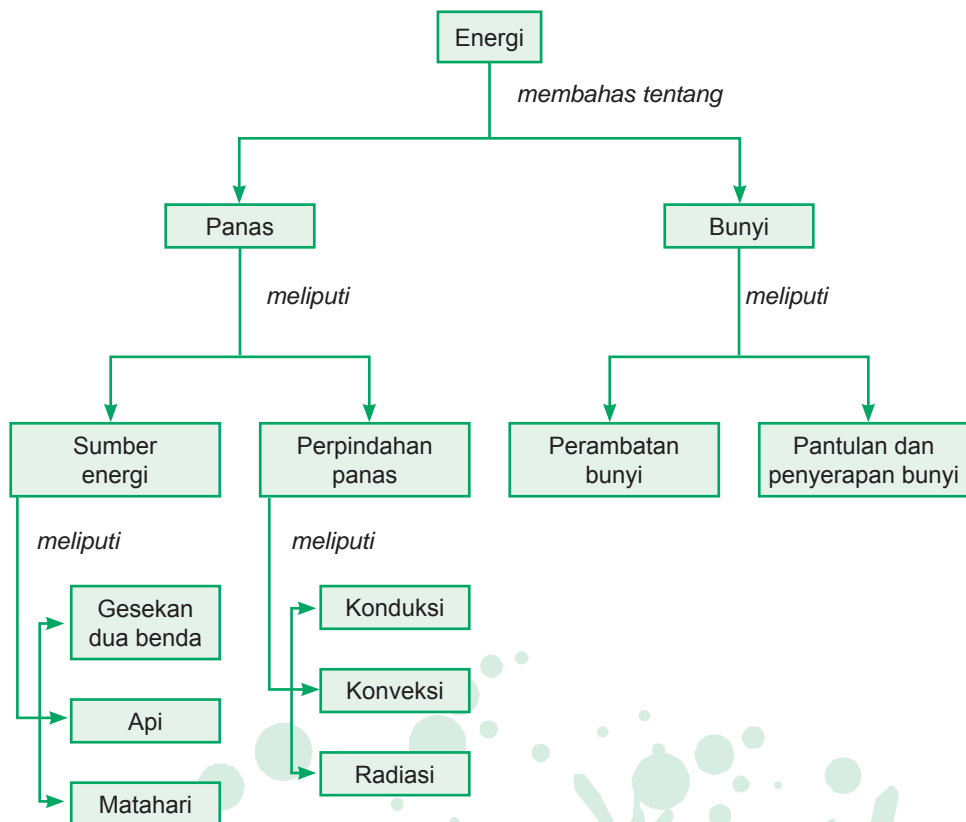 Energi
membahas tentang
Panas
Bunyi
meliputi
meliputi
Sumber
energi
Perpindahan
panas
Perambatan
bunyi
Pantulan dan
penyerapan bunyi
meliputi
meliputi
Gesekan
dua benda
Api
Matahari
Konduksi
Konveksi
Radiasi